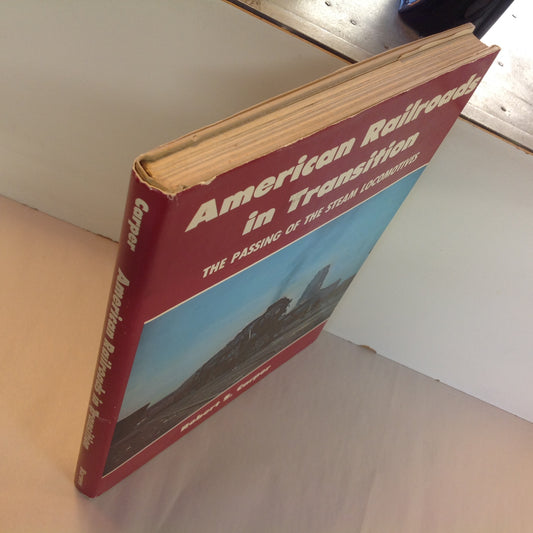 American Railroads
in Transition
THE PASSING OF THE STEAM LOCOMOTIVES
Robert S. Carper
Carper
American Railroads in Transition